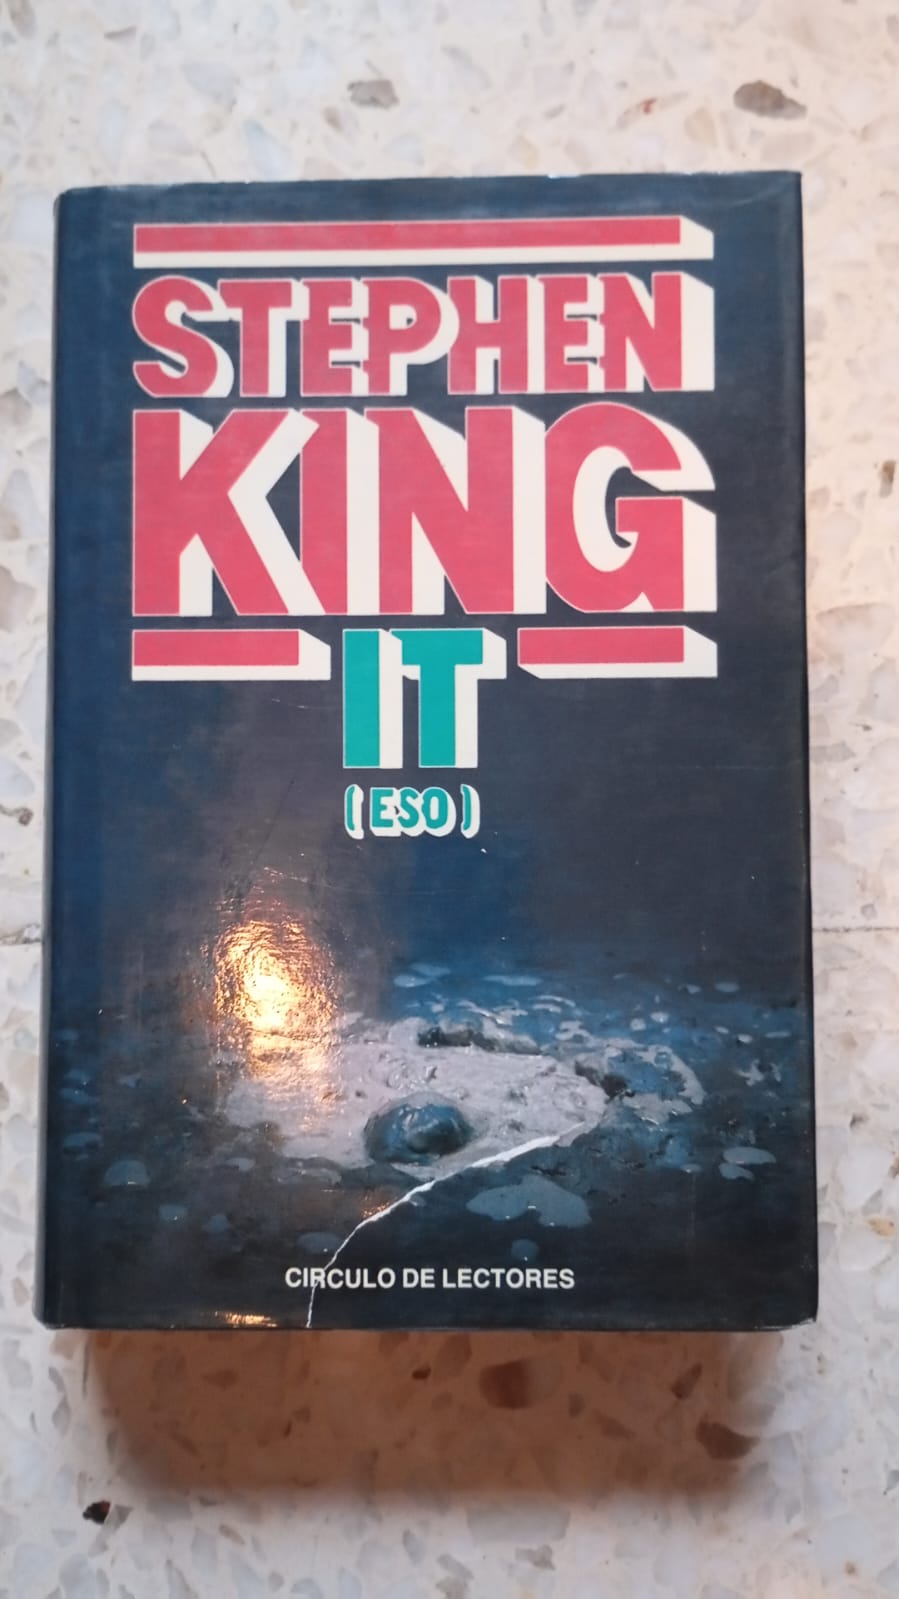 STEPHEN
KING
IT
(ESO)
CIRCULO DE LECTORES